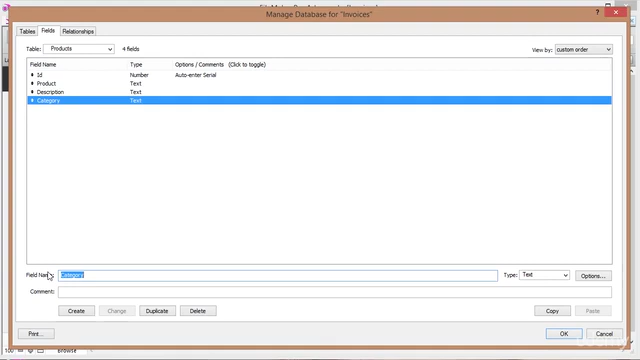 Manage Database for "Invoices"
?
Tables Fields Relationships
Table: Products 4 fields View by: custom order
Field Name Type Options / Comments (Click to toggle)
Id Number Auto-enter Serial
Product Text
Description Text
Category Text
Field Name: Category Type: Text Options...
Comment:
Create Change Duplicate Delete Copy Paste
Print... OK Cancel
100 Browse